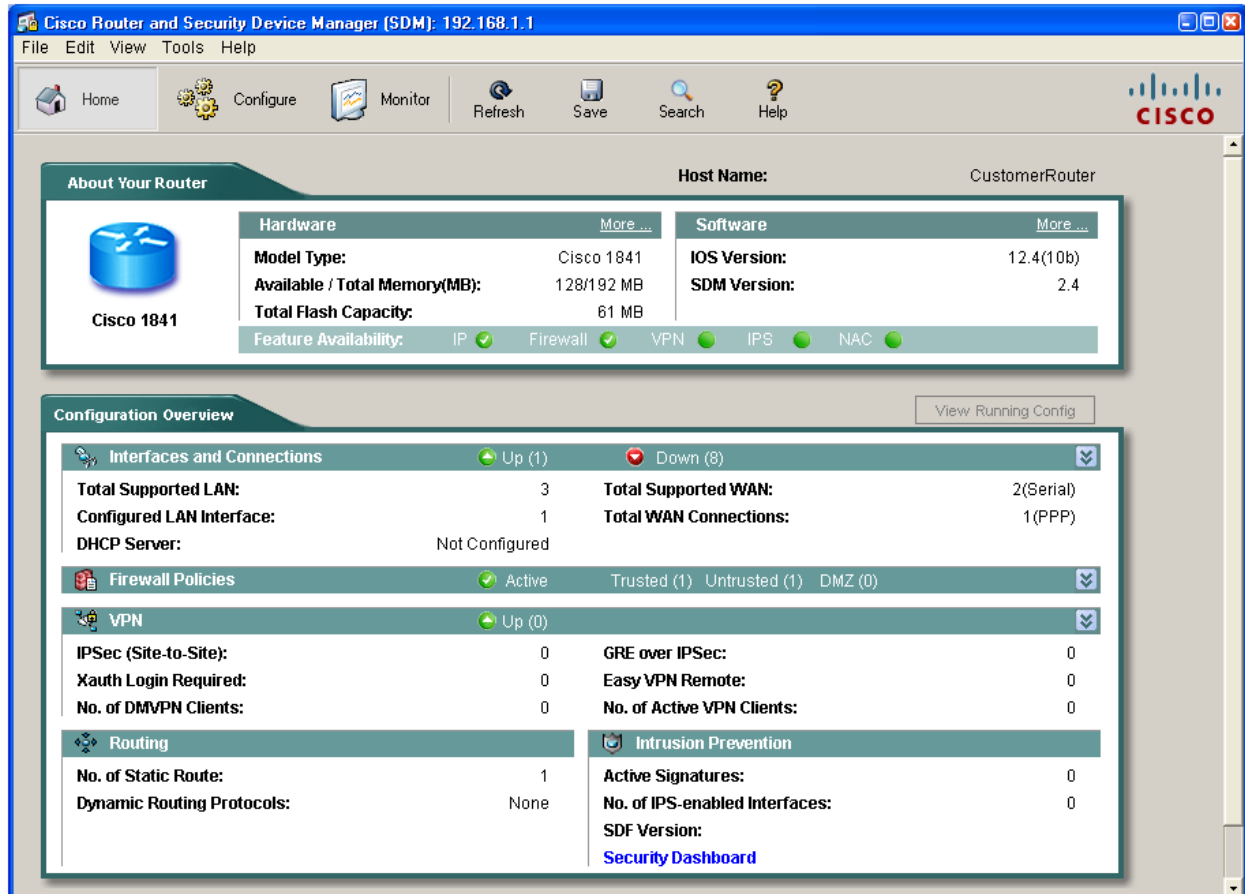 Cisco Router and Security Device Manager (SDM): 192.168.1.1
File Edit View Tools Help
Home Configure Monitor Refresh Save Search Help
CISCO
About Your Router
Host Name: CustomerRouter
Cisco 1841
Hardware More ...
Model Type: Cisco 1841
Available / Total Memory(MB): 128/192 MB
Total Flash Capacity: 61 MB
Software More ...
IOS Version: 12.4(10b)
SDM Version: 2.4
Feature Availability: IP Firewall VPN IPS NAC
Configuration Overview
View Running Config
Interfaces and Connections Up (1) Down (8)
Total Supported LAN: 3 Total Supported WAN: 2(Serial)
Configured LAN Interface: 1 Total WAN Connections: 1(PPP)
DHCP Server: Not Configured
Firewall Policies Active Trusted (1) Untrusted (1) DMZ (0)
VPN Up (0)
IPSec (Site-to-Site): 0 GRE over IPSec: 0
Xauth Login Required: 0 Easy VPN Remote: 0
No. of DMVPN Clients: 0 No. of Active VPN Clients: 0
Routing
No. of Static Route: 1
Dynamic Routing Protocols: None
Intrusion Prevention
Active Signatures: 0
No. of IPS-enabled Interfaces: 0
SDF Version:
Security Dashboard